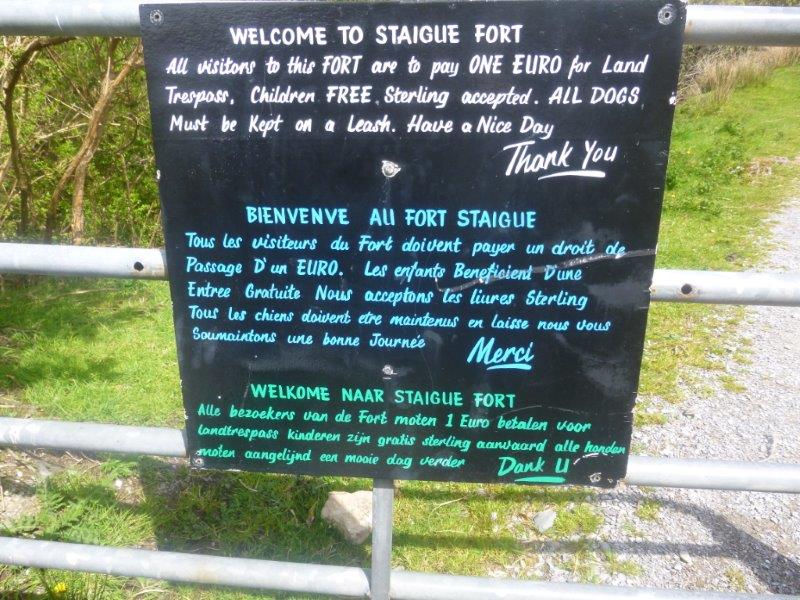 WELCOME TO STAIGUE FORT
All visitors to this FORT are to pay ONE EURO for Land
Trespass. Children FREE. Sterling accepted. ALL DOGS
Must be Kept on a Leash. Have a Nice Day
Thank You
BIENVENVE AU FORT STAIGUE
Tous les visiteurs du Fort doivent payer un droit de
Passage D'un EURO. Les enfants Beneficient D'une
Entree Gratuite Nous acceptons les liures Sterling
Tous les chiens doivent etre maintenus en laisse nous vous
Soumaintons une bonne Journée
Merci
WELKOME NAAR STAIGUE FORT
Alle bezoekers van de Fort moten 1 Euro betalen voor
landtrespass kinderen zijn gratis sterling aanvaard alle honden
moten aangelijnd een mooie dag verder
Dank U